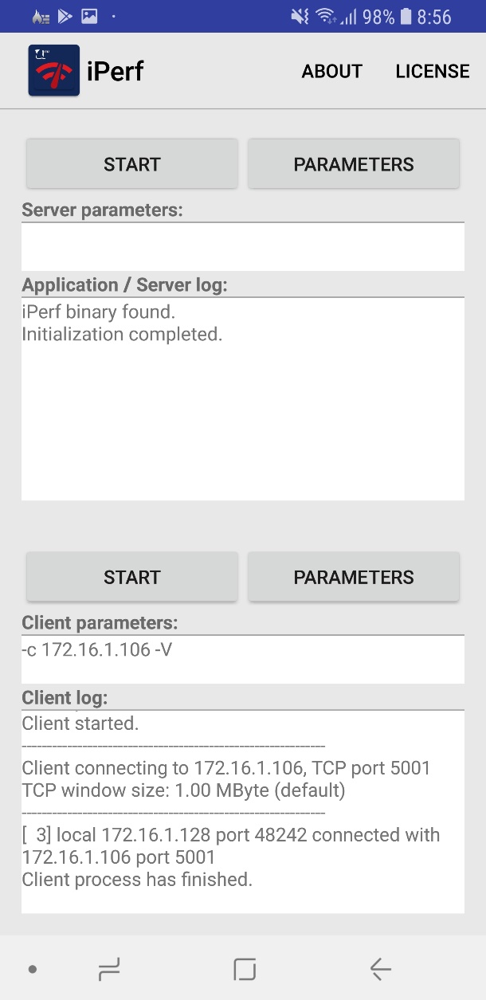 98% 8:56
iPerf ABOUT LICENSE
START PARAMETERS
Server parameters:
Application / Server log:
iPerf binary found.
Initialization completed.
START PARAMETERS
Client parameters:
-c 172.16.1.106 -V
Client log:
Client started.
------------------------------------------------------------
Client connecting to 172.16.1.106, TCP port 5001
TCP window size: 1.00 MByte (default)
------------------------------------------------------------
[  3] local 172.16.1.128 port 48242 connected with
172.16.1.106 port 5001
Client process has finished.